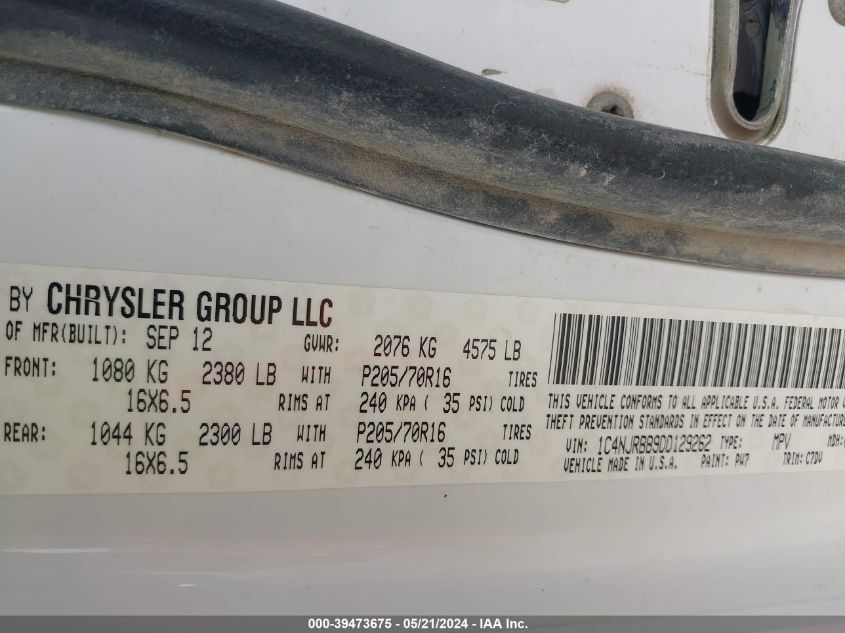 BY CHRYSLER GROUP LLC
OF MFR(BUILT): SEP 12 GVWR: 2076 KG 4575 LB
FRONT: 1080 KG 2380 LB WITH P205/70R16 TIRES
16X6.5 RIMS AT 240 KPA ( 35 PSI) COLD
REAR: 1044 KG 2300 LB WITH P205/70R16 TIRES
16X6.5 RIMS AT 240 KPA ( 35 PSI) COLD
THIS VEHICLE CONFORMS TO ALL APPLICABLE U.S.A. FEDERAL MOTOR
THEFT PREVENTION STANDARDS IN EFFECT ON THE DATE OF MANUFA
VIN: 1C4NJRBB9DD129262 TYPE: MPV MDH:
VEHICLE MADE IN U.S.A. PAINT: PW7 TRIM: C7DV
000-39473675 - 05/21/2024 - IAA Inc.